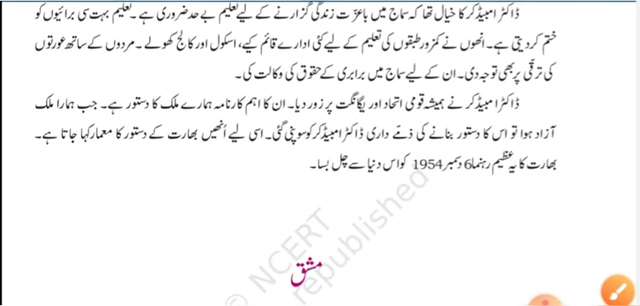 ڈاکٹر امبیڈکر کا خیال تھا کہ سماج میں باعزت زندگی گزارنے کے لیے تعلیم بے حد ضروری ہے۔ تعلیم بہت سی برائیوں کو
ختم کر دیتی ہے۔ انھوں نے کمزور طبقوں کی تعلیم کے لیے کئی ادارے قائم کیے، اسکول اور کالج کھولے۔ مردوں کے ساتھ عورتوں
کی ترقّی پر بھی توجہ دی۔ ان کے لیے سماج میں برابری کے حقوق کی وکالت کی۔
ڈاکٹر امبیڈکر نے ہمیشہ قومی اتحاد اور یگانگت پر زور دیا۔ ان کا اہم کارنامہ ہمارے ملک کا دستور ہے۔ جب ہمارا ملک
آزاد ہوا تو اس کا دستور بنانے کی ذمّے داری ڈاکٹر امبیڈکر کو سونپی گئی۔ اسی لیے اُنھیں بھارت کے دستور کا معمار کہا جاتا ہے۔
بھارت کا یہ عظیم رہنما 6 دسمبر 1954 کو اس دنیا سے چل بسا۔
مشق
© NCERT
republished